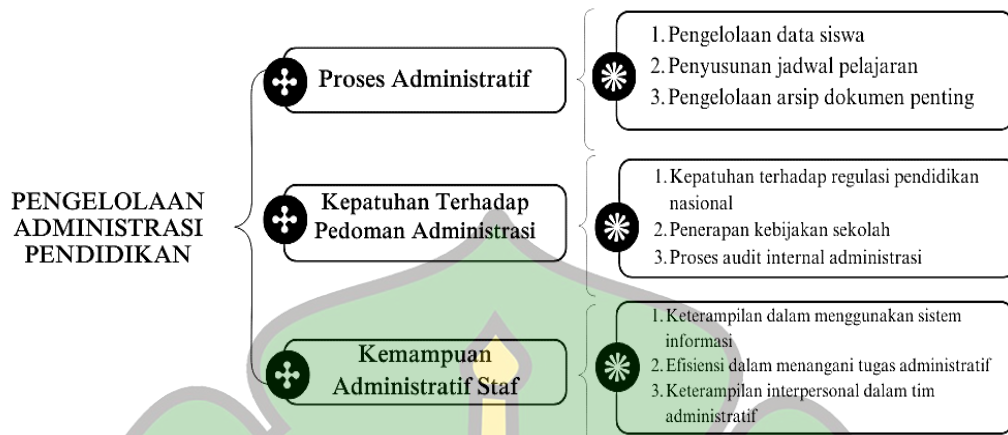 PENGELOLAAN
ADMINISTRASI
PENDIDIKAN
Proses Administratif
1. Pengelolaan data siswa
2. Penyusunan jadwal pelajaran
3. Pengelolaan arsip dokumen penting
Kepatuhan Terhadap
Pedoman Administrasi
1. Kepatuhan terhadap regulasi pendidikan
nasional
2. Penerapan kebijakan sekolah
3. Proses audit internal administrasi
Kemampuan
Administratif Staf
1. Keterampilan dalam menggunakan sistem
informasi
2. Efisiensi dalam menangani tugas administratif
3. Keterampilan interpersonal dalam tim
administratif